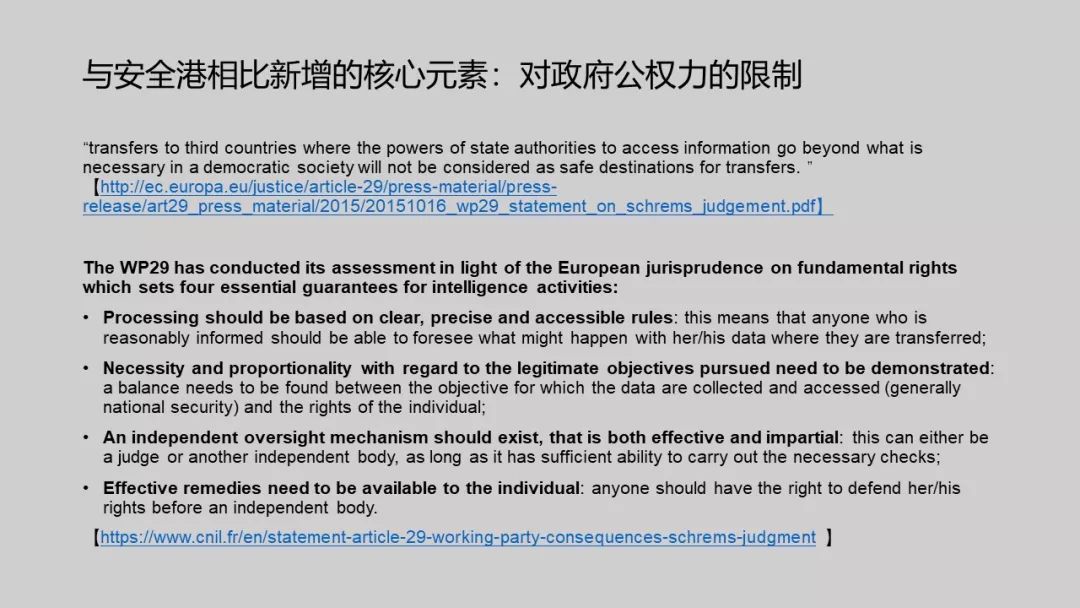 与安全港相比新增的核心元素：对政府公权力的限制
“transfers to third countries where the powers of state authorities to access information go beyond what is
necessary in a democratic society will not be considered as safe destinations for transfers. ”
【http://ec.europa.eu/justice/article-29/press-material/press-
release/art29_press_material/2015/20151016_wp29_statement_on_schrems_judgement.pdf】
The WP29 has conducted its assessment in light of the European jurisprudence on fundamental rights
which sets four essential guarantees for intelligence activities:
• Processing should be based on clear, precise and accessible rules: this means that anyone who is
reasonably informed should be able to foresee what might happen with her/his data where they are transferred;
• Necessity and proportionality with regard to the legitimate objectives pursued need to be demonstrated:
a balance needs to be found between the objective for which the data are collected and accessed (generally
national security) and the rights of the individual;
• An independent oversight mechanism should exist, that is both effective and impartial: this can either be
a judge or another independent body, as long as it has sufficient ability to carry out the necessary checks;
• Effective remedies need to be available to the individual: anyone should have the right to defend her/his
rights before an independent body.
【https://www.cnil.fr/en/statement-article-29-working-party-consequences-schrems-judgment 】